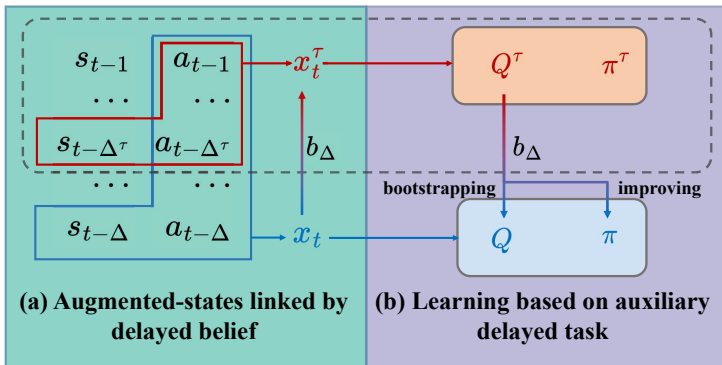 s_{t-1} a_{t-1} x_t^τ Q^τ π^τ
... ...
s_{t-Δ^τ} a_{t-Δ^τ} b_Δ b_Δ
... ...
bootstrapping improving
s_{t-Δ} a_{t-Δ} x_t Q π
(a) Augmented-states linked by
delayed belief
(b) Learning based on auxiliary
delayed task